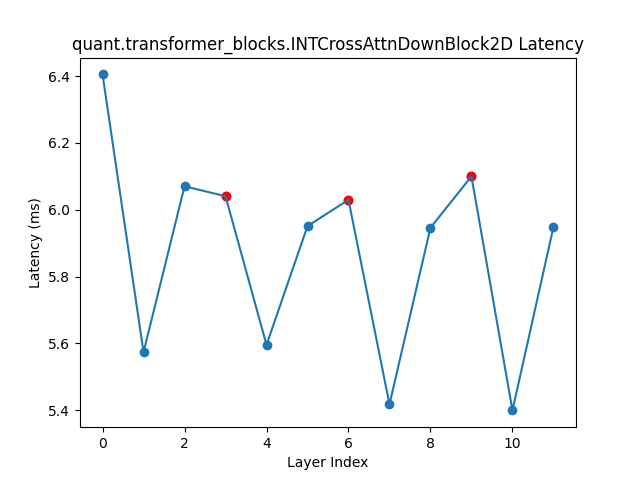 quant.transformer_blocks.INTCrossAttnDownBlock2D Latency
6.4
6.2
6.0
5.8
5.6
5.4
Latency (ms)
0 2 4 6 8 10
Layer Index